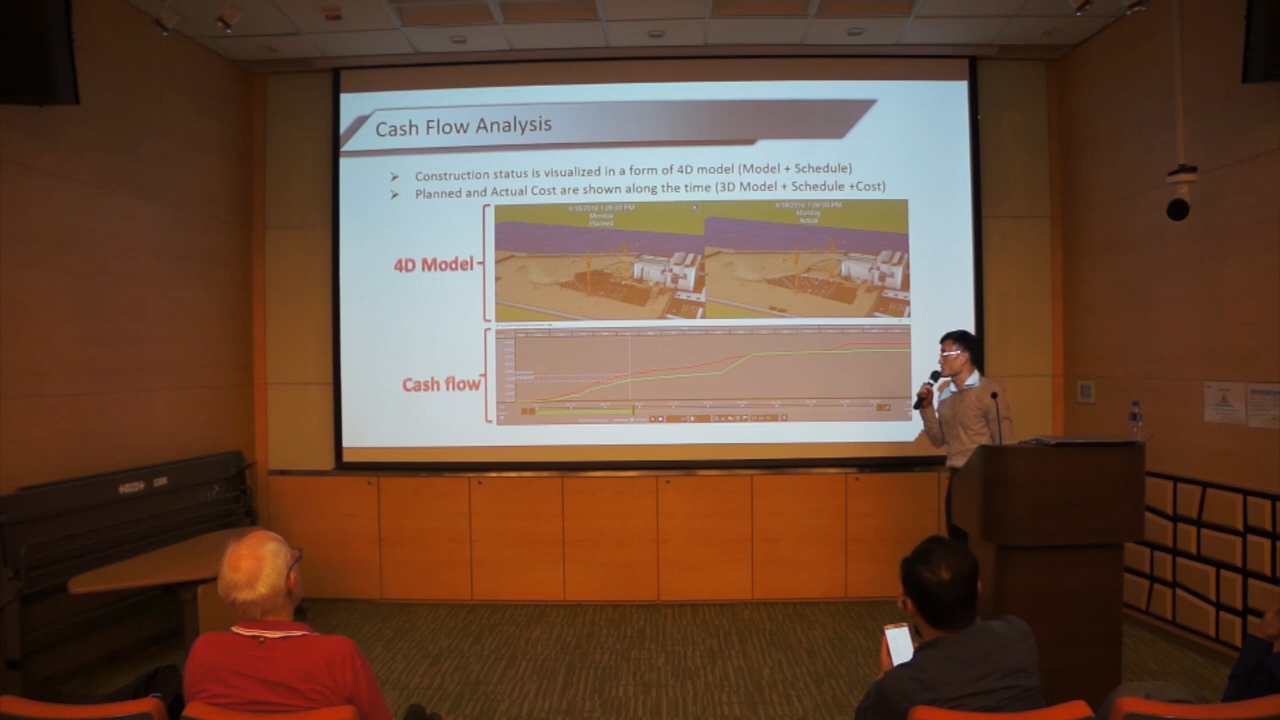 Cash Flow Analysis
➢ Construction status is visualized in a form of 4D model (Model + Schedule)
➢ Planned and Actual Cost are shown along the time (3D Model + Schedule +Cost)
Monday
Planned
Monday
Actual
4D Model
Cash flow